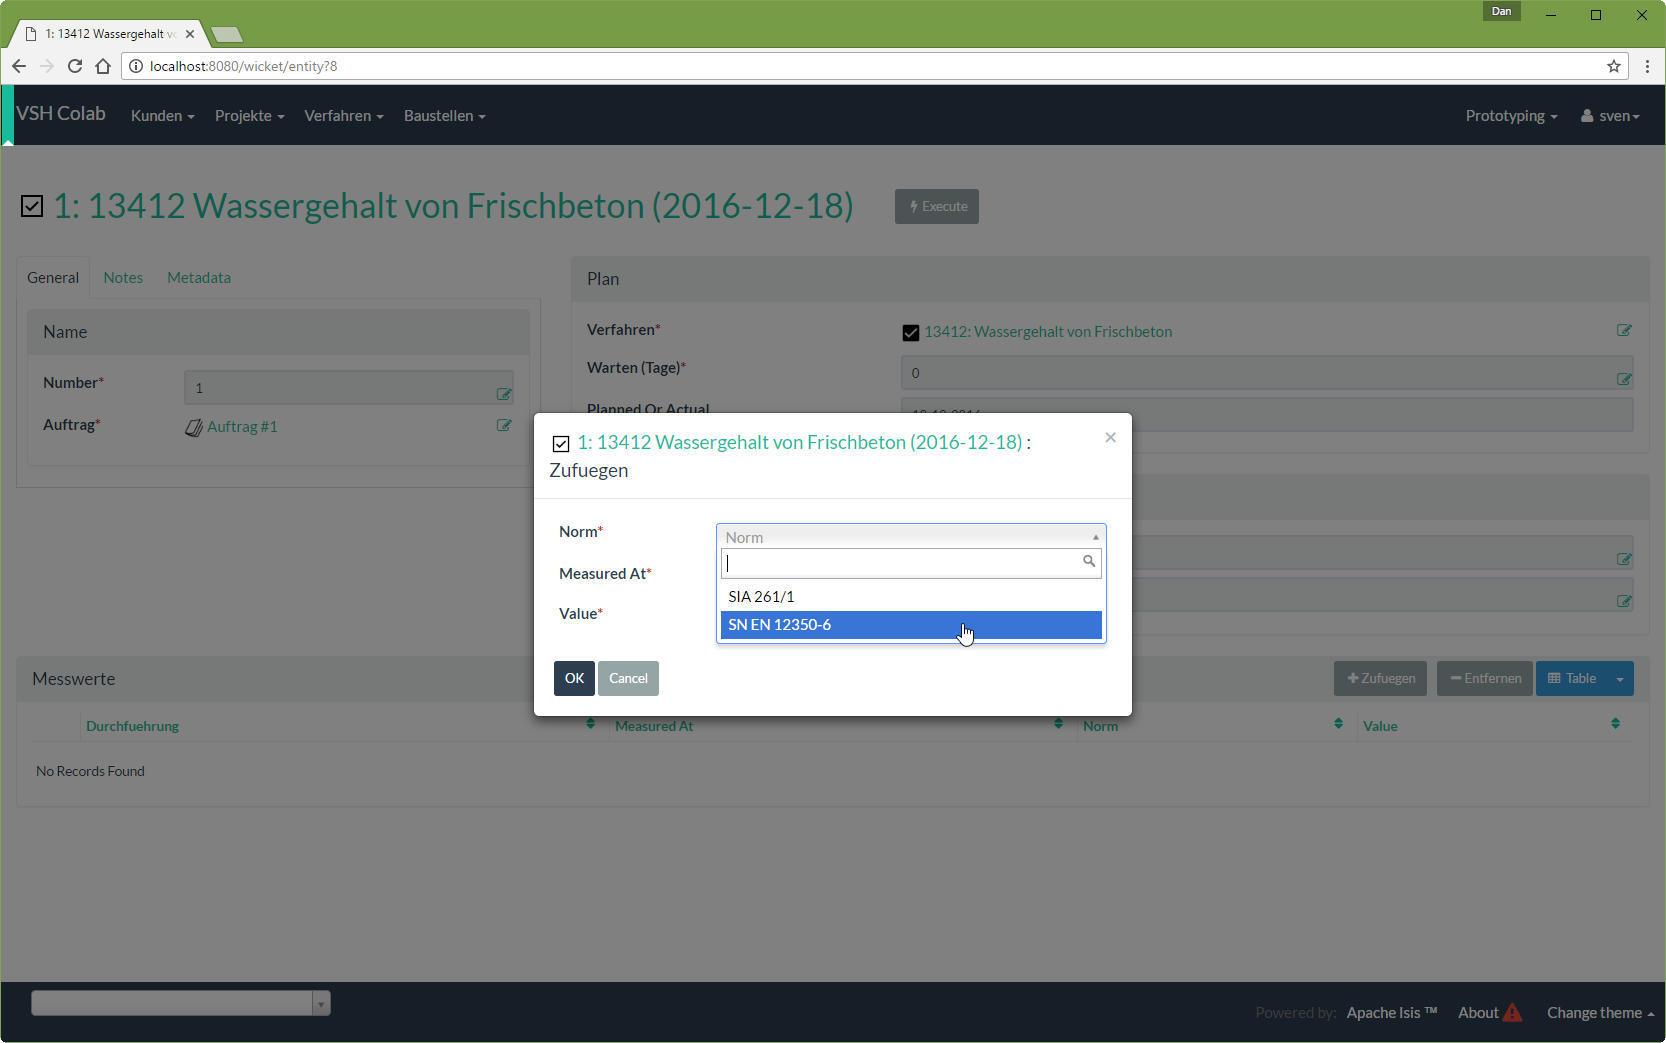 Dan
1: 13412 Wassergehalt vo
localhost:8080/wicket/entity?8
VSH Colab Kunden Projekte Verfahren Baustellen Prototyping sven
1: 13412 Wassergehalt von Frischbeton (2016-12-18) Execute
General Notes Metadata
Name
Number* 1
Auftrag* Auftrag #1
Plan
Verfahren* 13412: Wassergehalt von Frischbeton
Warten (Tage)* 0
Planned Or Actual
1: 13412 Wassergehalt von Frischbeton (2016-12-18) :
Zufuegen
Norm* Norm
Measured At*
SIA 261/1
Value* SN EN 12350-6
OK Cancel
Messwerte Zufuegen Entfernen Table
Durchfuehrung Measured At Norm Value
No Records Found
Powered by: Apache Isis ™ About Change theme